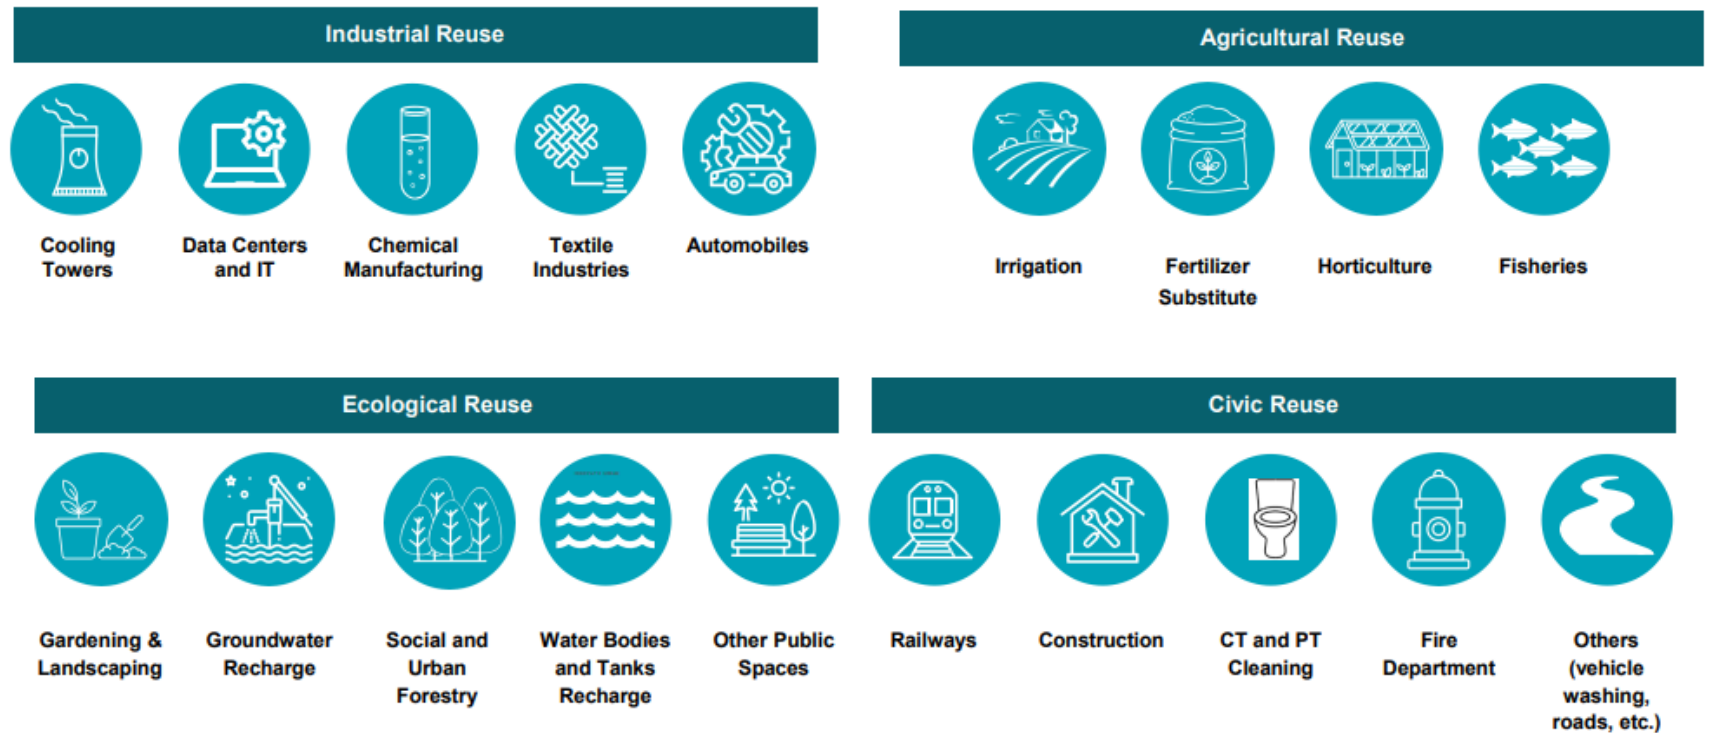 Industrial Reuse
Cooling
Towers
Data Centers
and IT
Chemical
Manufacturing
Textile
Industries
Automobiles
Agricultural Reuse
Irrigation
Fertilizer
Substitute
Horticulture
Fisheries
Ecological Reuse
Gardening &
Landscaping
Groundwater
Recharge
Social and
Urban
Forestry
Water Bodies
and Tanks
Recharge
Other Public
Spaces
Civic Reuse
Railways
Construction
CT and PT
Cleaning
Fire
Department
Others
(vehicle
washing,
roads, etc.)